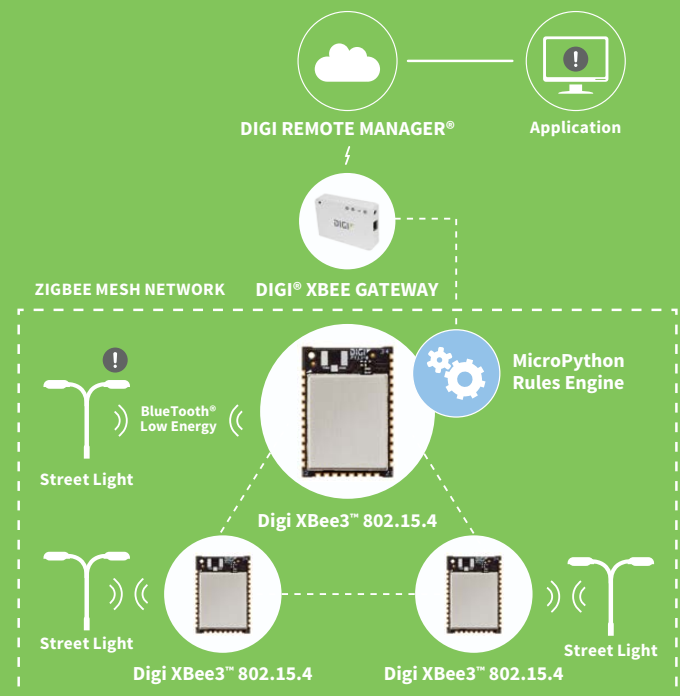 DIGI REMOTE MANAGER®
Application
!
DIGI
ZIGBEE MESH NETWORK
DIGI® XBEE GATEWAY
!
DIGI
MicroPython
Rules Engine
BlueTooth®
Low Energy
Street Light
Digi XBee3™ 802.15.4
Street Light
Street Light
Digi XBee3™ 802.15.4
Digi XBee3™ 802.15.4